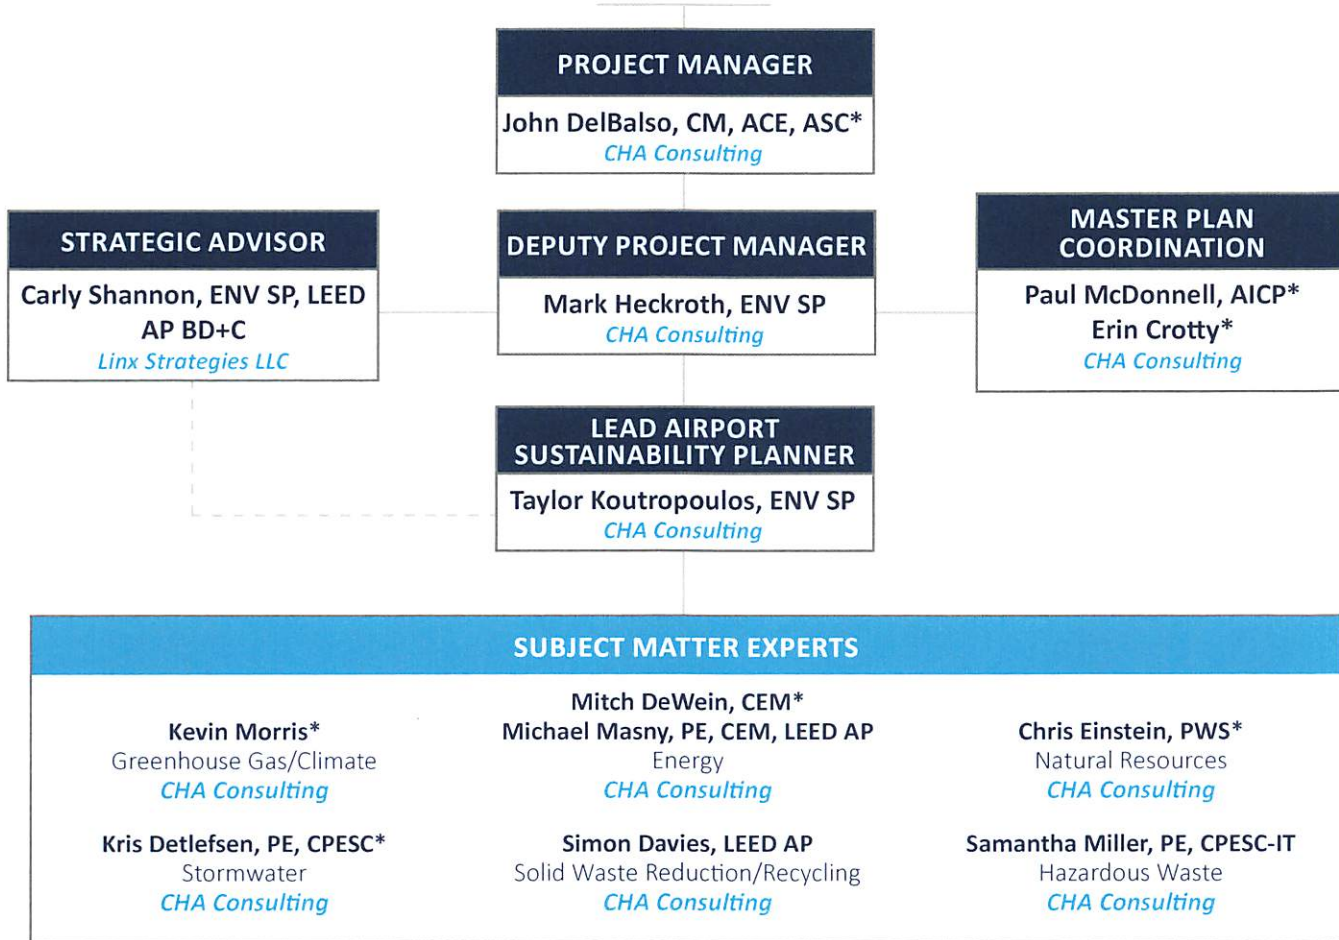 PROJECT MANAGER
John DelBalso, CM, ACE, ASC*
CHA Consulting
STRATEGIC ADVISOR
Carly Shannon, ENV SP, LEED
AP BD+C
Linx Strategies LLC
DEPUTY PROJECT MANAGER
Mark Heckroth, ENV SP
CHA Consulting
MASTER PLAN
COORDINATION
Paul McDonnell, AICP*
Erin Crotty*
CHA Consulting
LEAD AIRPORT
SUSTAINABILITY PLANNER
Taylor Koutropoulos, ENV SP
CHA Consulting
SUBJECT MATTER EXPERTS
Kevin Morris*
Greenhouse Gas/Climate
CHA Consulting
Mitch DeWein, CEM*
Michael Masny, PE, CEM, LEED AP
Energy
CHA Consulting
Chris Einstein, PWS*
Natural Resources
CHA Consulting
Kris Detlefsen, PE, CPESC*
Stormwater
CHA Consulting
Simon Davies, LEED AP
Solid Waste Reduction/Recycling
CHA Consulting
Samantha Miller, PE, CPESC-IT
Hazardous Waste
CHA Consulting